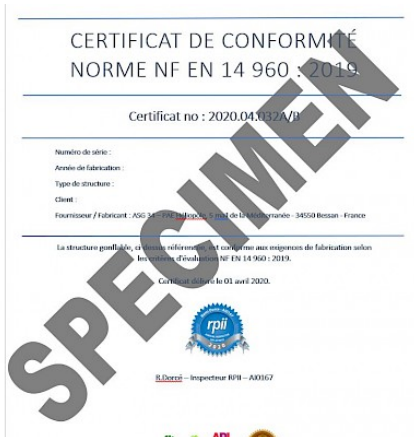 CERTIFICAT DE CONFORMITÉ
NORME NF EN 14 960 : 2019
Certificat no : 2020.04.032A/B
Numéro de série :
Année de fabrication :
Type de structure :
Client :
Fournisseur / Fabricant : ASG 34 – PAE Héliopole, 5 mail de la Méditerranée - 34550 Bessan - France
La structure gonflable, ci dessus référencée, est conforme aux exigences de fabrication selon
les critères d'évaluation NF EN 14 960 : 2019.
Certificat délivré le 01 avril 2020.
rpii
R.Dorcé – Inspecteur RPII – AI0167
SPECIMEN